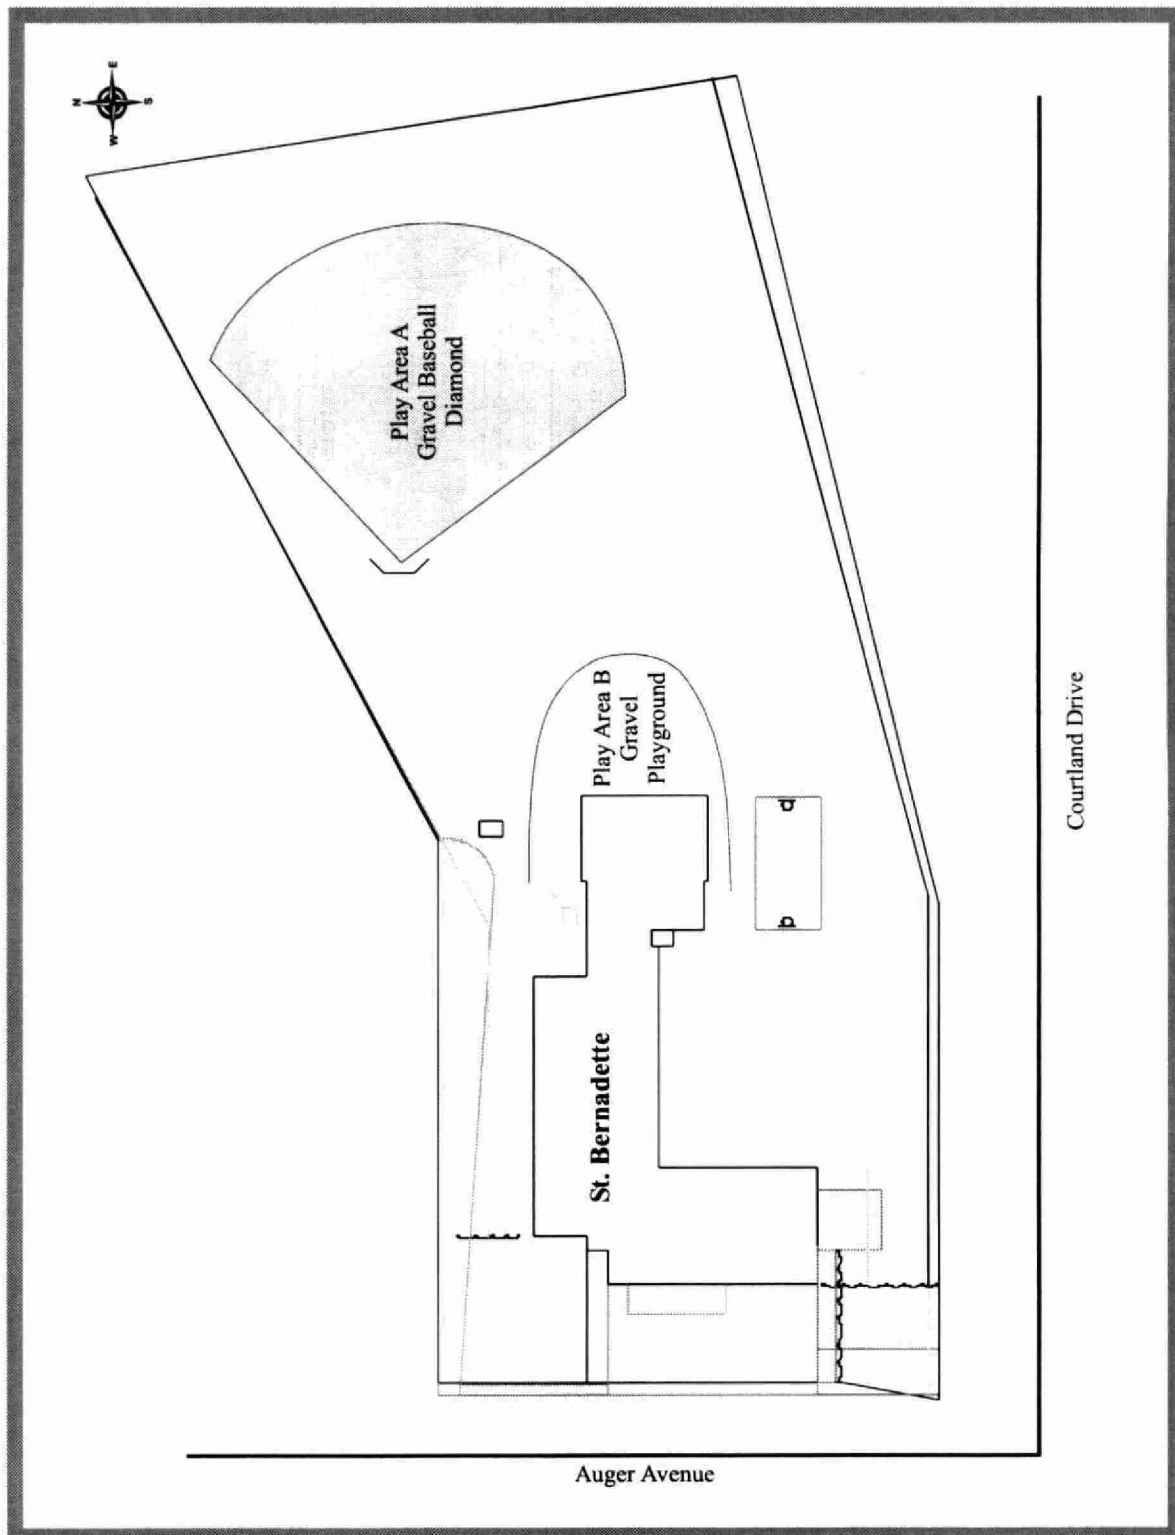 N
E
S
W
Play Area A
Gravel Baseball
Diamond
Play Area B
Gravel
Playground
St. Bernadette
Courtland Drive
Auger Avenue